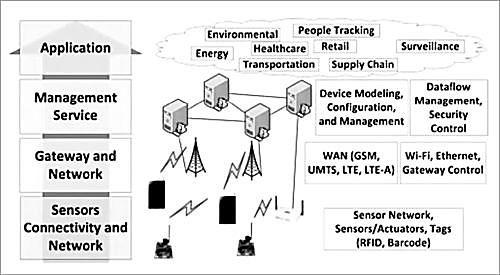 Application
Environmental
People Tracking
Energy
Healthcare
Retail
Surveillance
Transportation
Supply Chain
Management
Service
Device Modeling,
Configuration,
and Management
Dataflow
Management,
Security
Control
Gateway and
Network
WAN (GSM,
UMTS, LTE, LTE-A)
Wi-Fi, Ethernet,
Gateway Control
Sensors
Connectivity and
Network
Sensor Network,
Sensors/Actuators, Tags
(RFID, Barcode)